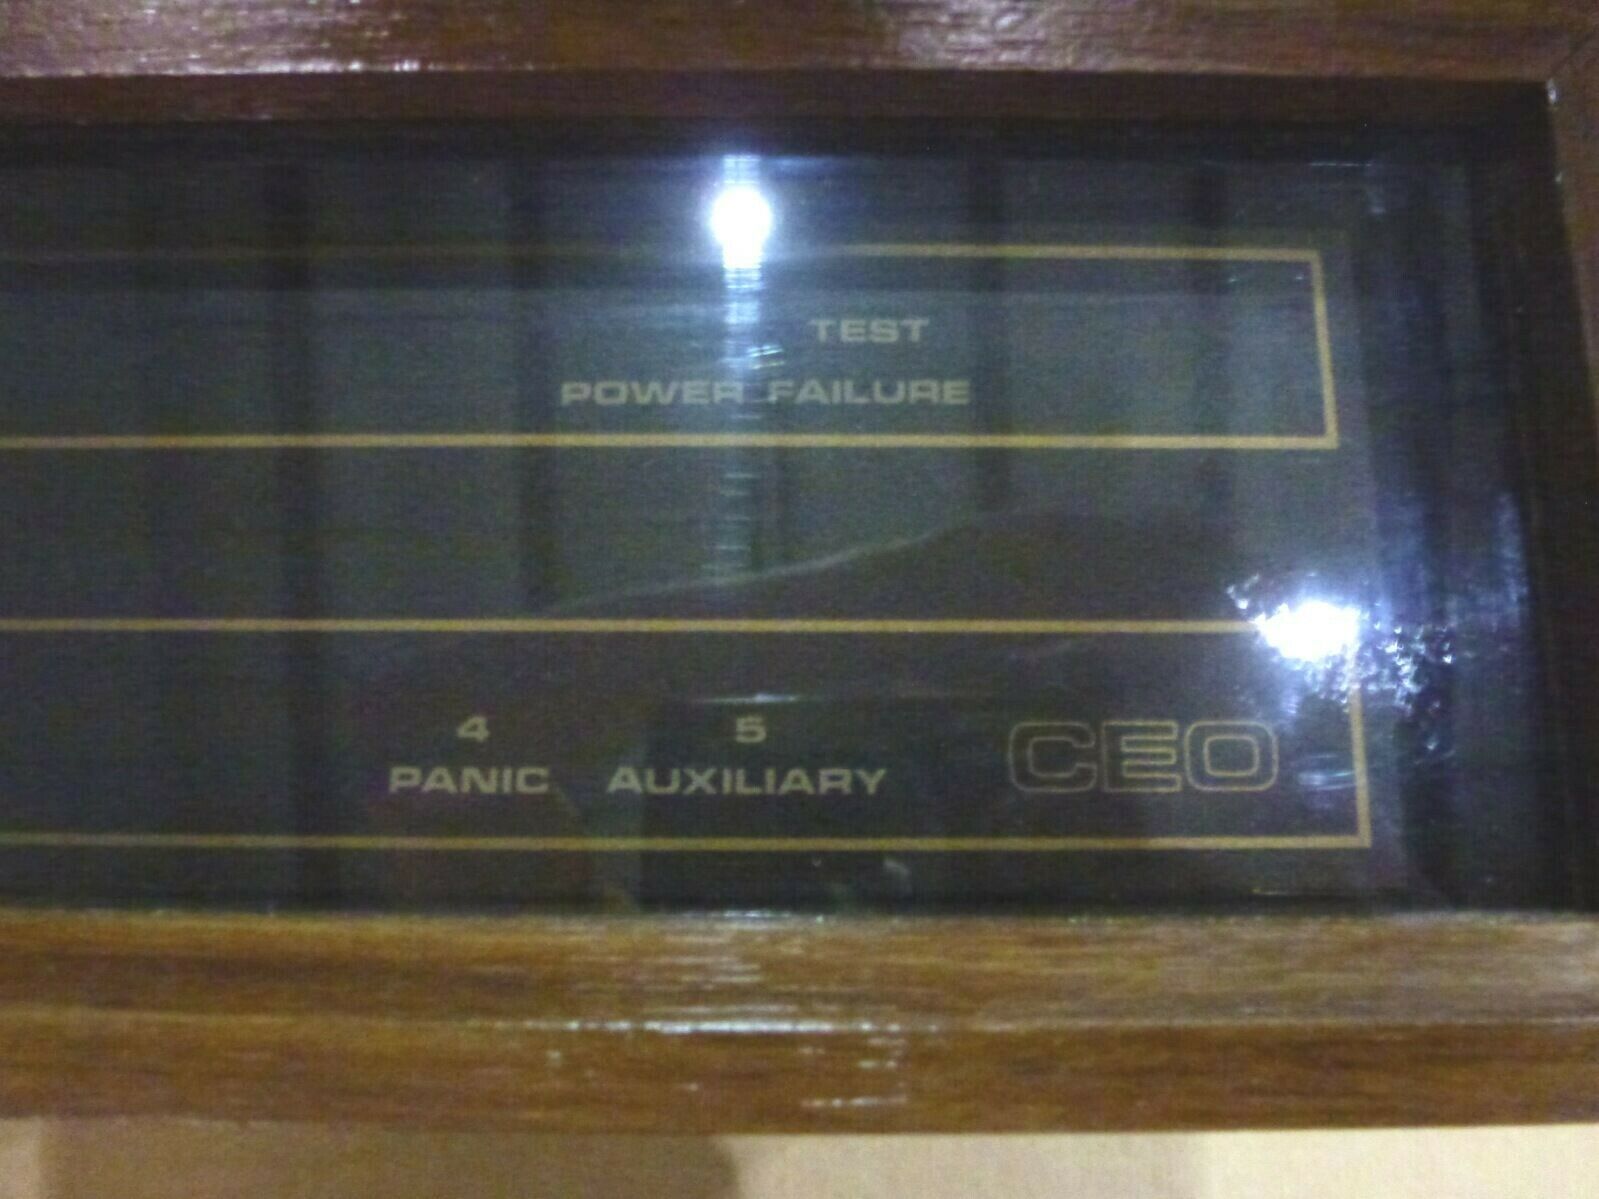 TEST
POWER FAILURE
4 5
PANIC AUXILIARY CEO